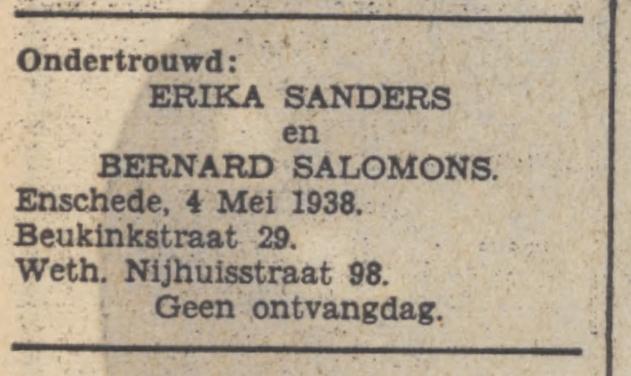 Ondertrouwd:
ERIKA SANDERS
en
BERNARD SALOMONS.
Enschede, 4 Mei 1938.
Beukinkstraat 29.
Weth. Nijhuisstraat 98.
Geen ontvangdag.